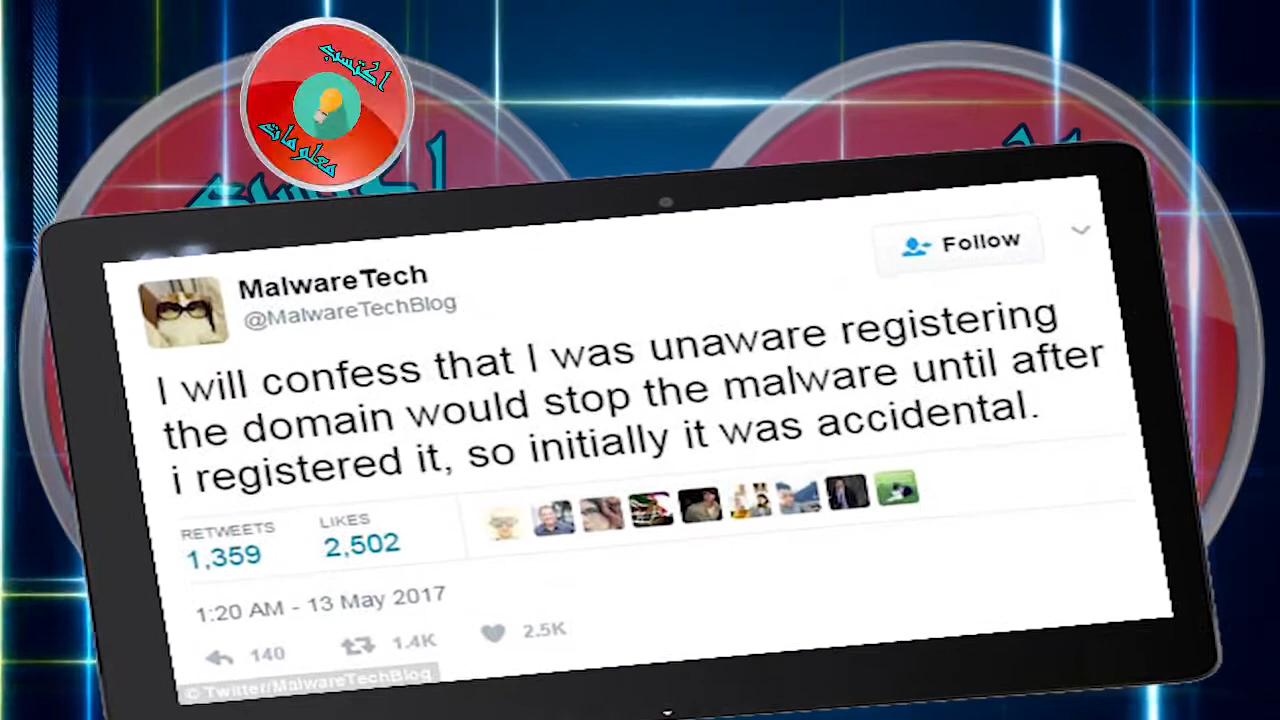 اكتسب
معلومات
MalwareTech
@MalwareTechBlog
Follow
I will confess that I was unaware registering
the domain would stop the malware until after
i registered it, so initially it was accidental.
RETWEETS LIKES
1,359 2,502
1:20 AM - 13 May 2017
140 1.4K 2.5K
© Twitter/MalwareTechBlog